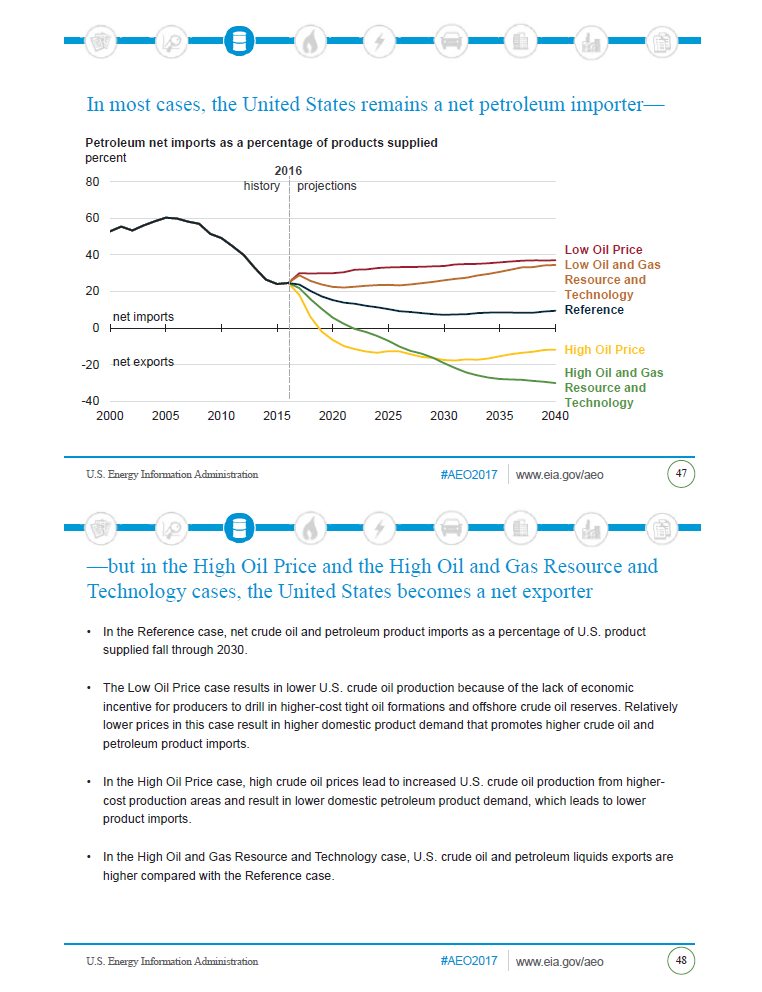 In most cases, the United States remains a net petroleum importer—
Petroleum net imports as a percentage of products supplied
percent
2016
history projections
80
60
40
20
0
-20
-40
net imports
net exports
2000 2005 2010 2015 2020 2025 2030 2035 2040
Low Oil Price
Low Oil and Gas
Resource and
Technology
Reference
High Oil Price
High Oil and Gas
Resource and
Technology
U.S. Energy Information Administration #AEO2017 www.eia.gov/aeo 47
—but in the High Oil Price and the High Oil and Gas Resource and
Technology cases, the United States becomes a net exporter
• In the Reference case, net crude oil and petroleum product imports as a percentage of U.S. product
supplied fall through 2030.
• The Low Oil Price case results in lower U.S. crude oil production because of the lack of economic
incentive for producers to drill in higher-cost tight oil formations and offshore crude oil reserves. Relatively
lower prices in this case result in higher domestic product demand that promotes higher crude oil and
petroleum product imports.
• In the High Oil Price case, high crude oil prices lead to increased U.S. crude oil production from higher-
cost production areas and result in lower domestic petroleum product demand, which leads to lower
product imports.
• In the High Oil and Gas Resource and Technology case, U.S. crude oil and petroleum liquids exports are
higher compared with the Reference case.
U.S. Energy Information Administration #AEO2017 www.eia.gov/aeo 48